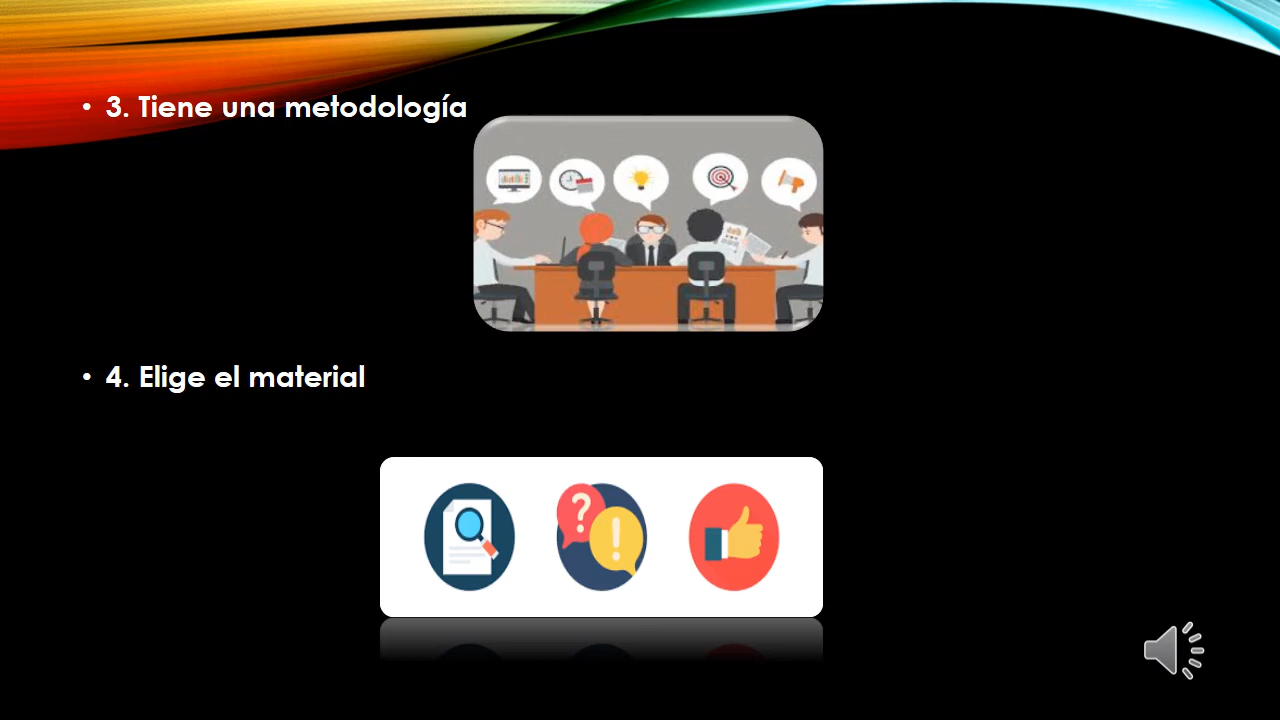 • 3. Tiene una metodología
• 4. Elige el material